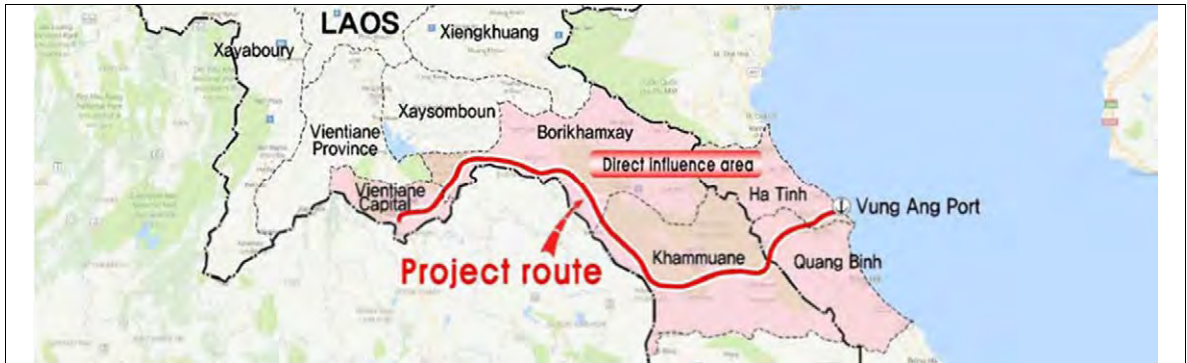 LAOS
Xiengkhuang
Xayaboury
Xaysomboun
Vientiane
Province
Borikhamxay
Direct influence area
Vientiane
Capital
Ha Tinh
Vung Ang Port
Project route
Khammuane
Quang Binh